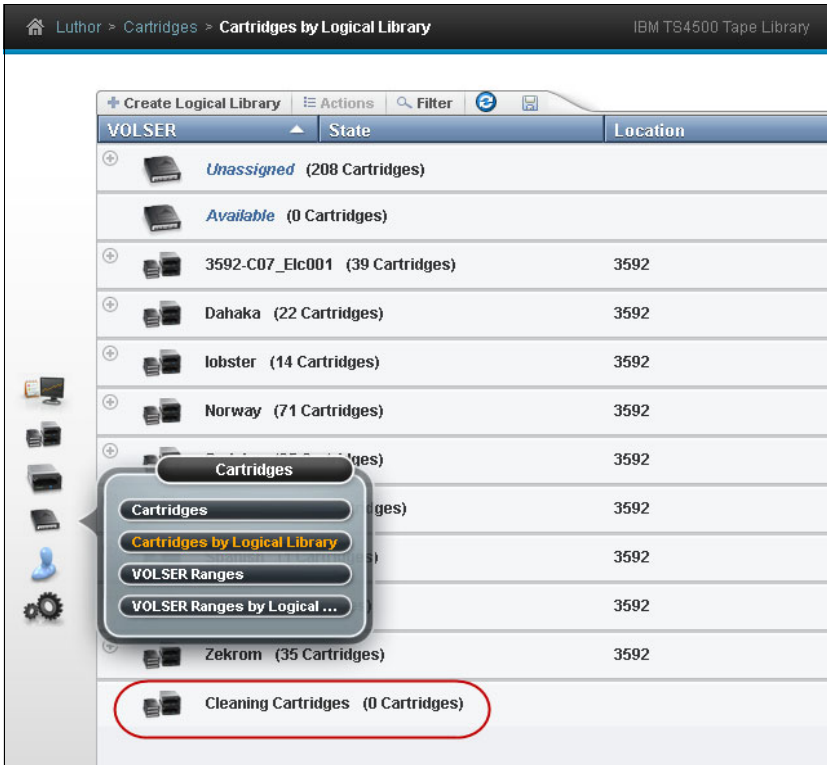 Luthor > Cartridges > Cartridges by Logical Library IBM TS4500 Tape Library
Create Logical Library Actions Filter
VOLSER State Location
Unassigned (208 Cartridges)
Available (0 Cartridges)
3592-C07_Elc001 (39 Cartridges) 3592
Dahaka (22 Cartridges) 3592
lobster (14 Cartridges) 3592
Norway (71 Cartridges) 3592
3592
Cartridges
Cartridges
3592
Cartridges by Logical Library
3592
VOLSER Ranges
VOLSER Ranges by Logical ...
3592
Zekrom (35 Cartridges) 3592
Cleaning Cartridges (0 Cartridges)